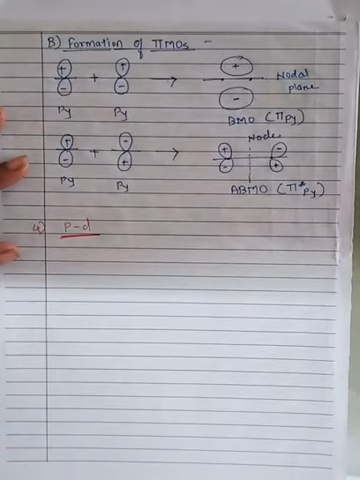 B) Formation of ΠMOs -
+ + + → + Nodal plane
- - -
Py Py BMO (ΠPy)
Node
+ + - → + -
- + - +
Py Py ABMO (Π*Py)
4) P-d